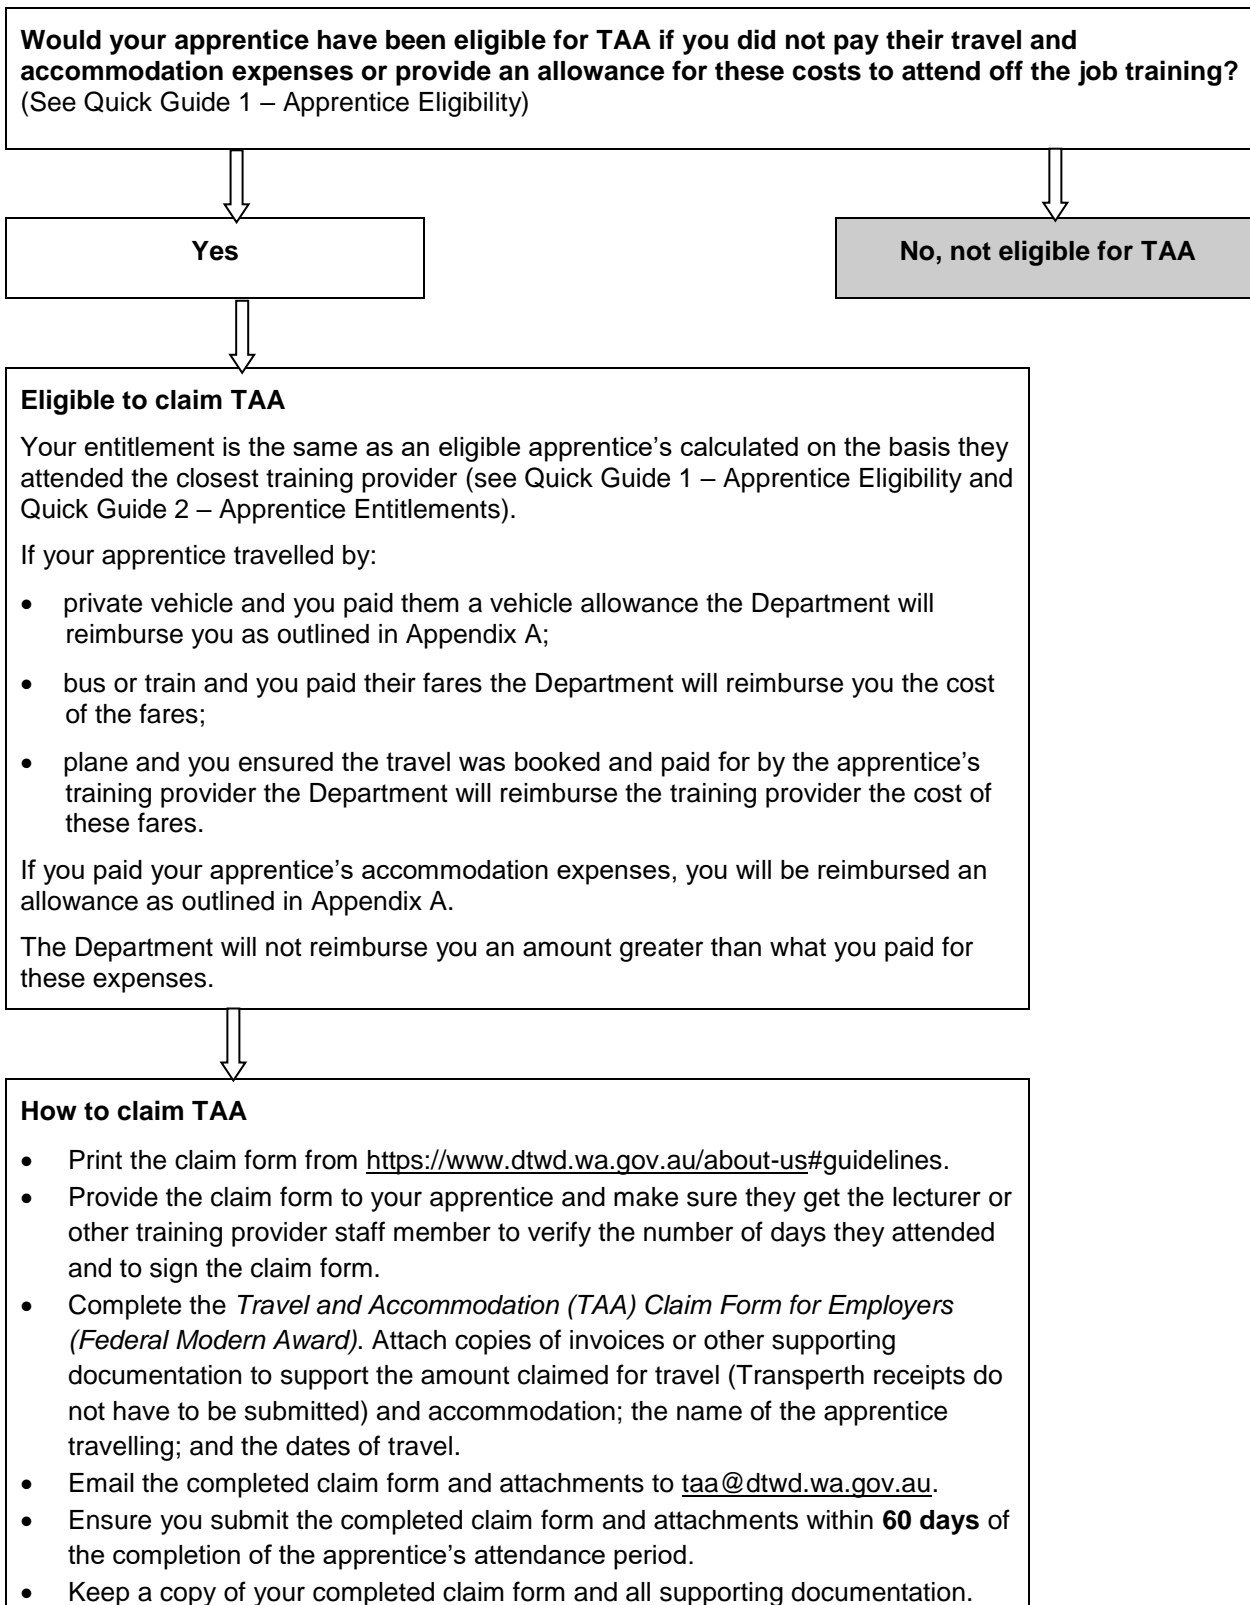 Would your apprentice have been eligible for TAA if you did not pay their travel and
accommodation expenses or provide an allowance for these costs to attend off the job training?
(See Quick Guide 1 – Apprentice Eligibility)
Yes
No, not eligible for TAA
Eligible to claim TAA
Your entitlement is the same as an eligible apprentice's calculated on the basis they
attended the closest training provider (see Quick Guide 1 – Apprentice Eligibility and
Quick Guide 2 – Apprentice Entitlements).
If your apprentice travelled by:
• private vehicle and you paid them a vehicle allowance the Department will
reimburse you as outlined in Appendix A;
• bus or train and you paid their fares the Department will reimburse you the cost
of the fares;
• plane and you ensured the travel was booked and paid for by the apprentice's
training provider the Department will reimburse the training provider the cost of
these fares.
If you paid your apprentice's accommodation expenses, you will be reimbursed an
allowance as outlined in Appendix A.
The Department will not reimburse you an amount greater than what you paid for
these expenses.
How to claim TAA
• Print the claim form from https://www.dtwd.wa.gov.au/about-us#guidelines.
• Provide the claim form to your apprentice and make sure they get the lecturer or
other training provider staff member to verify the number of days they attended
and to sign the claim form.
• Complete the Travel and Accommodation (TAA) Claim Form for Employers
(Federal Modern Award). Attach copies of invoices or other supporting
documentation to support the amount claimed for travel (Transperth receipts do
not have to be submitted) and accommodation; the name of the apprentice
travelling; and the dates of travel.
• Email the completed claim form and attachments to taa@dtwd.wa.gov.au.
• Ensure you submit the completed claim form and attachments within 60 days of
the completion of the apprentice's attendance period.
• Keep a copy of your completed claim form and all supporting documentation.